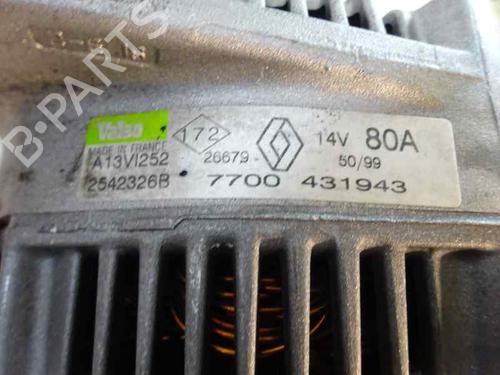 Valeo
MADE IN FRANCE
A13VI252
2542326B
172
26679
14V 80A
50/99
7700 431943
B-PARTS